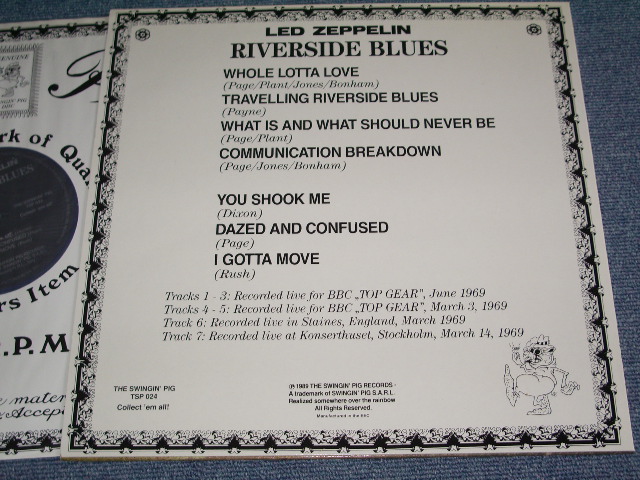 LED ZEPPELIN
RIVERSIDE BLUES
WHOLE LOTTA LOVE
(Page/Plant/Jones/Bonham)
TRAVELLING RIVERSIDE BLUES
(Payne)
WHAT IS AND WHAT SHOULD NEVER BE
(Page/Plant)
COMMUNICATION BREAKDOWN
(Page/Jones/Bonham)
YOU SHOOK ME
(Dixon)
DAZED AND CONFUSED
(Page)
I GOTTA MOVE
(Rush)
Tracks 1 - 3: Recorded live for BBC „TOP GEAR", June 1969
Tracks 4 - 5: Recorded live for BBC „TOP GEAR", March 3, 1969
Track 6: Recorded live in Staines, England, March 1969
Track 7: Recorded live at Konserthuset, Stockholm, March 14, 1969
THE SWINGIN' PIG
TSP 024
Collect 'em all!
℗ 1989 THE SWINGIN' PIG RECORDS -
A trademark of SWINGIN' PIG S.A.R.L.
Realized somewhere over the rainbow
All Rights Reserved.
Manufactured in the EEC
ENUINE
rk of Qua
BLUES
rs Item
.P.M
mater
Accep